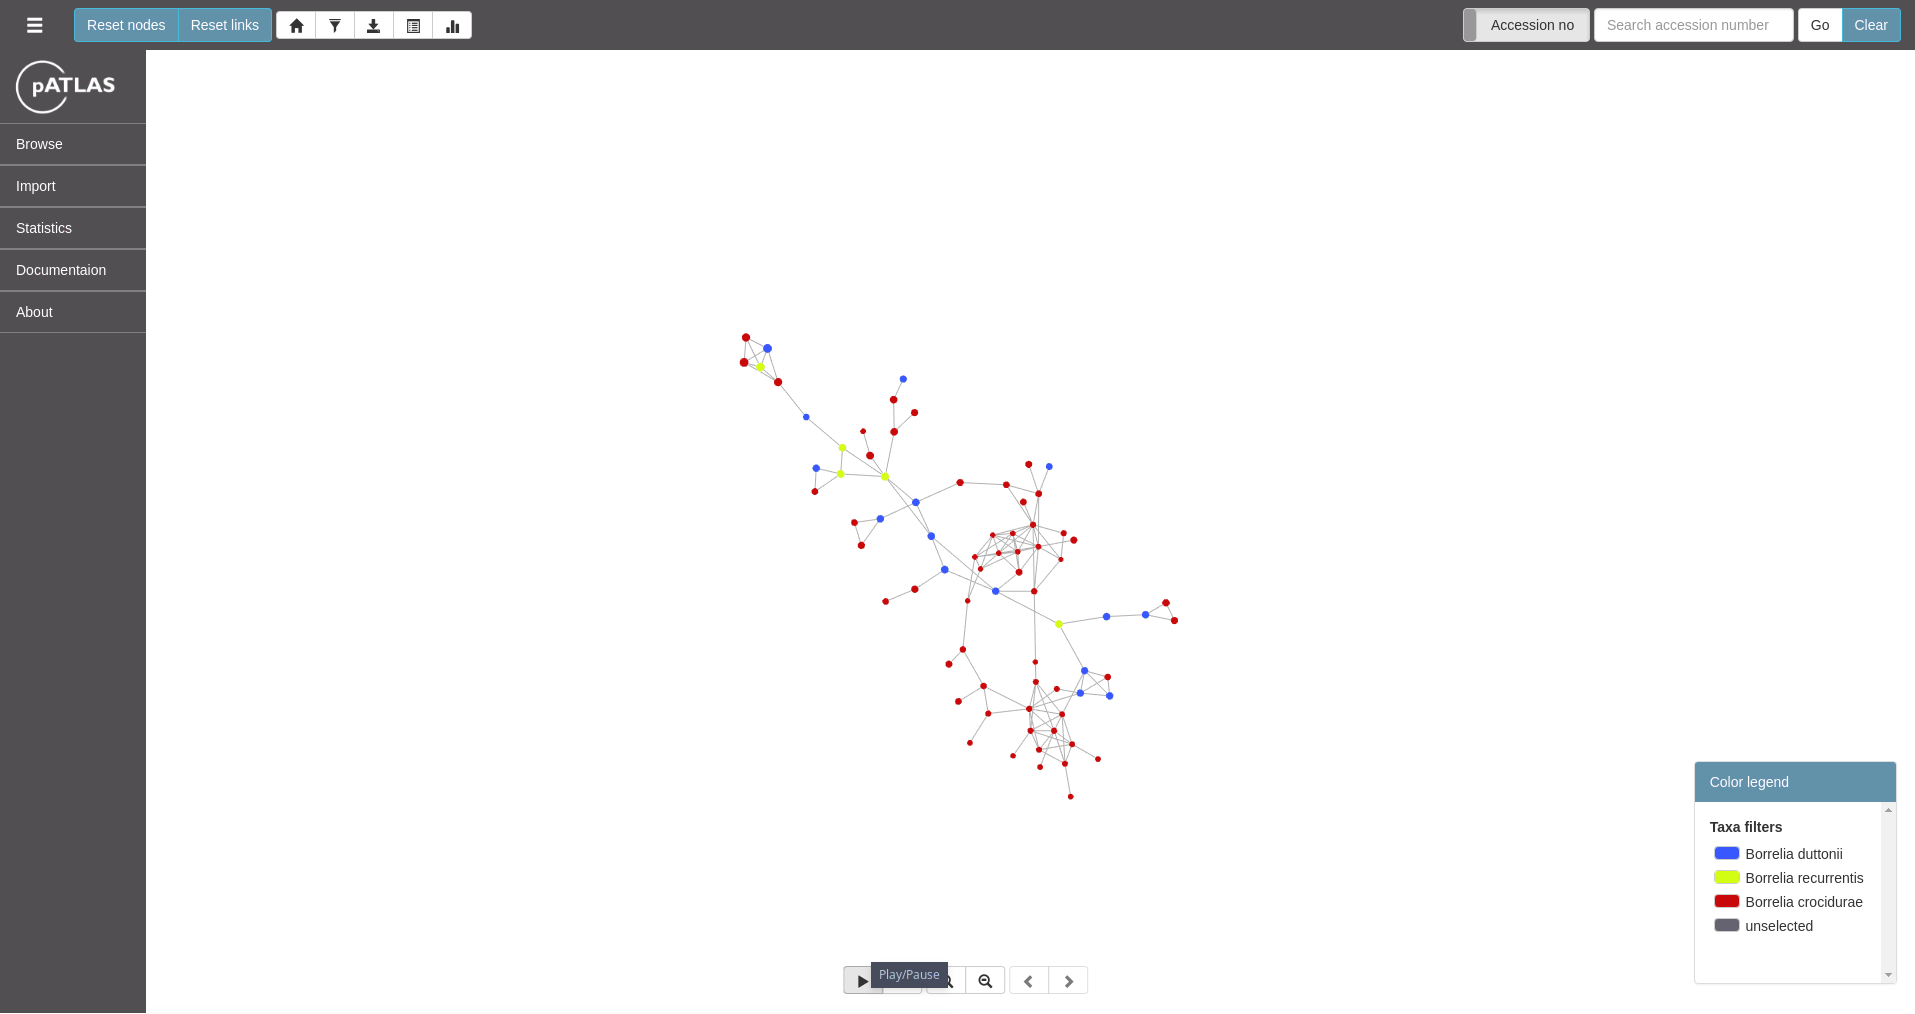 Reset nodes Reset links Accession no Search accession number Go Clear
pATLAS
Browse
Import
Statistics
Documentaion
About
Color legend
Taxa filters
Borrelia duttonii
Borrelia recurrentis
Borrelia crocidurae
unselected
Play/Pause